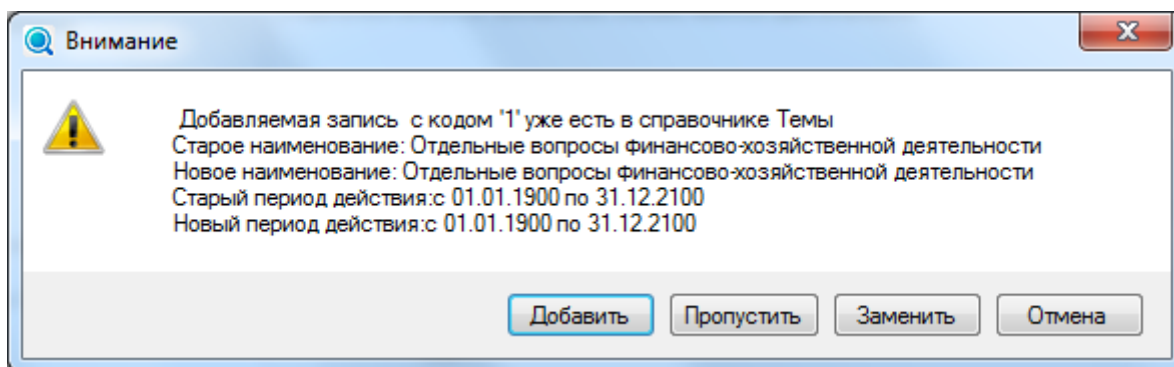 Внимание
Добавляемая запись с кодом '1' уже есть в справочнике Темы
Старое наименование: Отдельные вопросы финансово-хозяйственной деятельности
Новое наименование: Отдельные вопросы финансово-хозяйственной деятельности
Старый период действия:с 01.01.1900 по 31.12.2100
Новый период действия:с 01.01.1900 по 31.12.2100
Добавить Пропустить Заменить Отмена